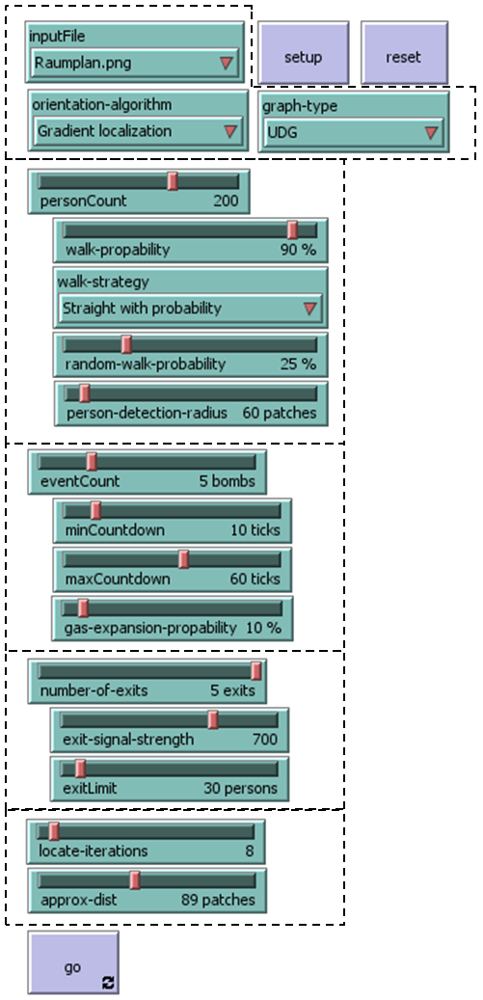 inputFile
Raumplan.png
setup
reset
orientation-algorithm
Gradient localization
graph-type
UDG
personCount 200
walk-propability 90 %
walk-strategy
Straight with probability
random-walk-probability 25 %
person-detection-radius 60 patches
eventCount 5 bombs
minCountdown 10 ticks
maxCountdown 60 ticks
gas-expansion-propability 10 %
number-of-exits 5 exits
exit-signal-strength 700
exitLimit 30 persons
locate-iterations 8
approx-dist 89 patches
go